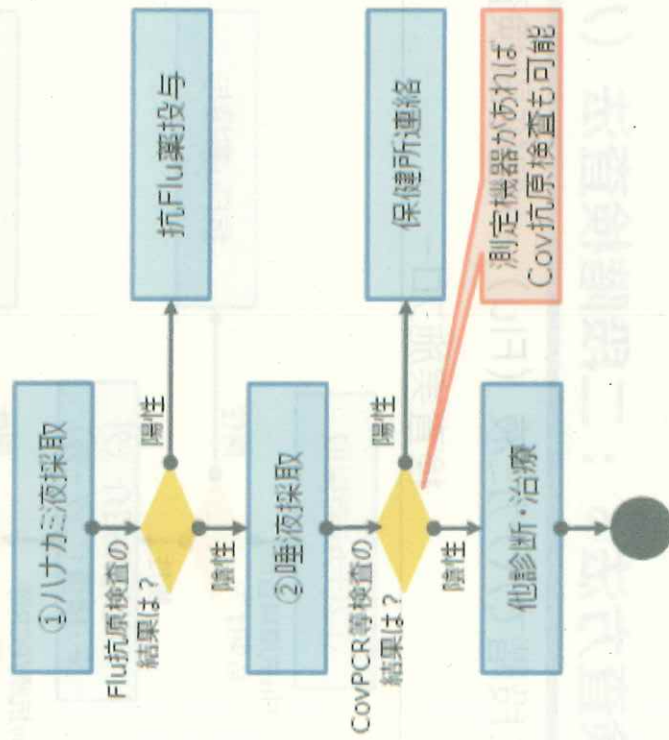 ①ハナカミ液採取
Flu抗原検査の
結果は？
陽性
抗Flu薬投与
陰性
②唾液採取
CovPCR等検査の
結果は？
陽性
保健所連絡
測定機器があれば
Cov抗原検査も可能
陰性
他診断・治療